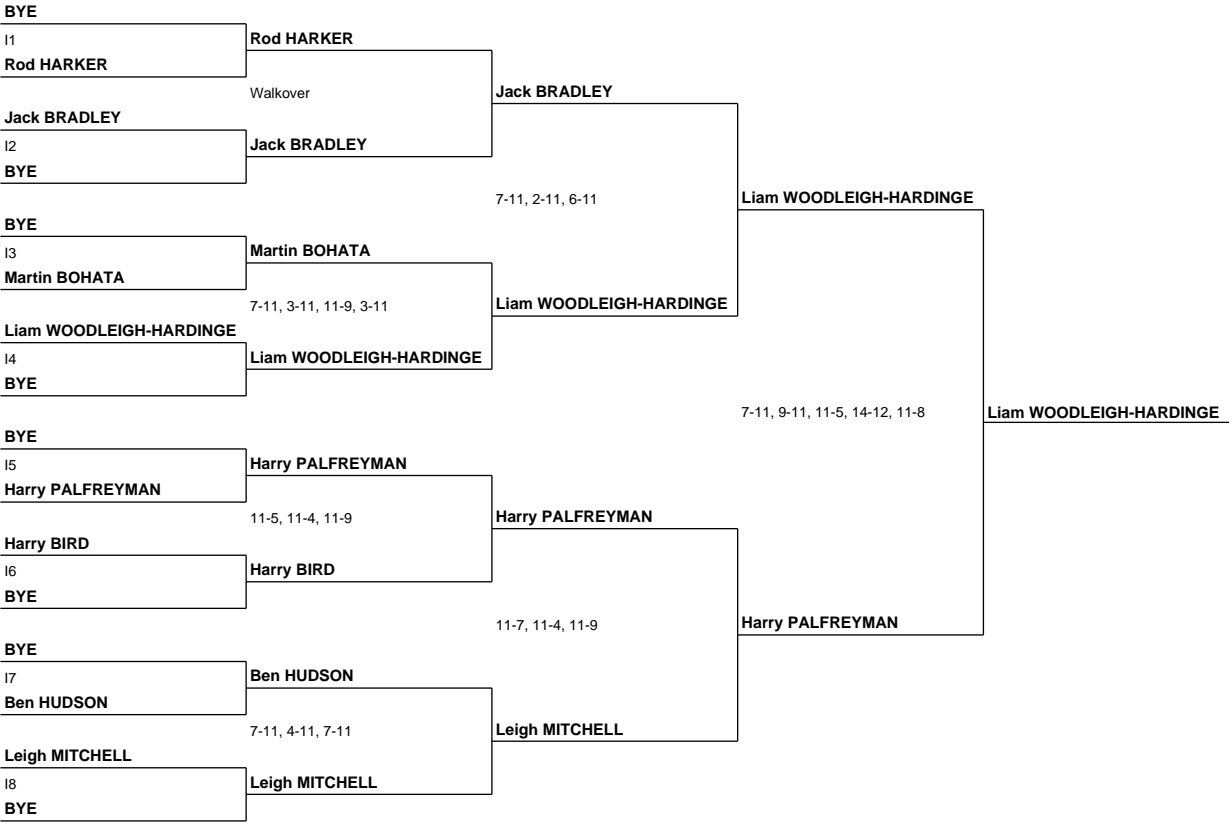 BYE
I1
Rod HARKER
Rod HARKER
Walkover
Jack BRADLEY
Jack BRADLEY
I2
BYE
Jack BRADLEY
7-11, 2-11, 6-11
Liam WOODLEIGH-HARDINGE
BYE
I3
Martin BOHATA
Martin BOHATA
7-11, 3-11, 11-9, 3-11
Liam WOODLEIGH-HARDINGE
Liam WOODLEIGH-HARDINGE
I4
BYE
Liam WOODLEIGH-HARDINGE
7-11, 9-11, 11-5, 14-12, 11-8
Liam WOODLEIGH-HARDINGE
BYE
I5
Harry PALFREYMAN
Harry PALFREYMAN
11-5, 11-4, 11-9
Harry PALFREYMAN
Harry BIRD
I6
BYE
Harry BIRD
11-7, 11-4, 11-9
Harry PALFREYMAN
BYE
I7
Ben HUDSON
Ben HUDSON
7-11, 4-11, 7-11
Leigh MITCHELL
Leigh MITCHELL
I8
BYE
Leigh MITCHELL